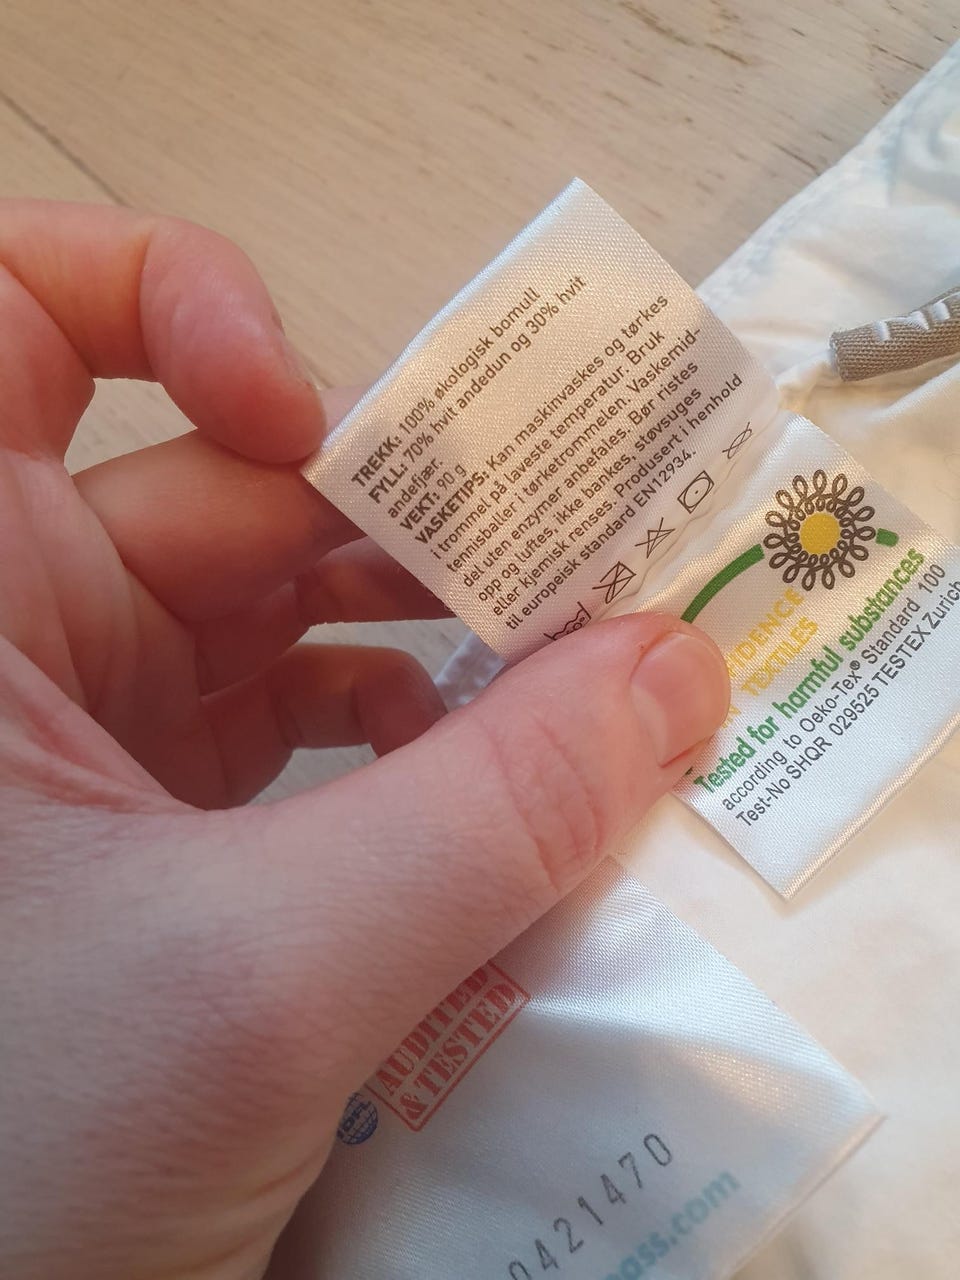 TREKK: 100% økologisk bomull
FYLL: 70% hvit andedun og 30% hvit
andefjær.
VEKT: 90 g
VASKETIPS: Kan maskinvaskes og tørkes
i trommel på laveste temperatur. Bruk
tennisballer i tørketrommelen. Vaskemid-
del uten enzymer anbefales. Bør ristes
opp og luftes, ikke bankes, støvsuges
eller kjemisk renses. Produsert i henhold
til europeisk standard EN12934.
TEXTILES
Tested for harmful substances
according to Oeko-Tex® Standard 100
Test-No SHQR 029525 TESTEX Zurich
AUDITED
& TESTED
0421470
ass.com